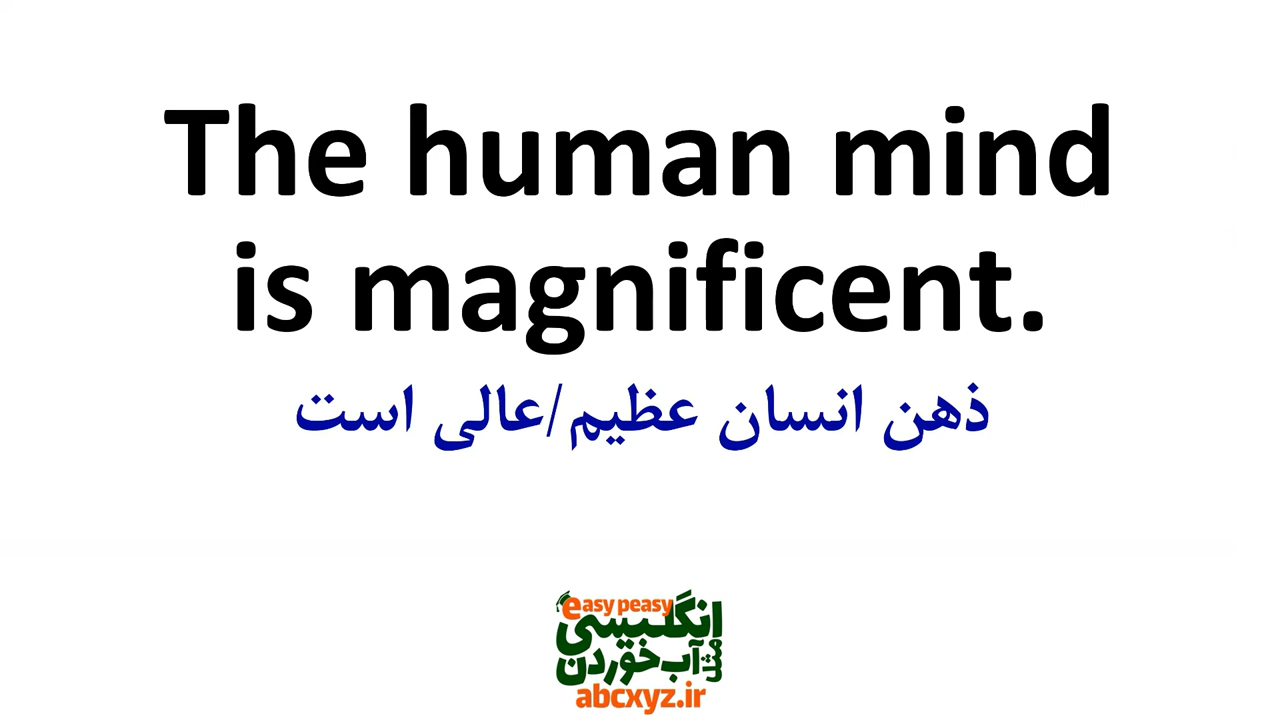 The human mind
is magnificent.
ذهن انسان عظیم/عالی است
easy peasy
انگلیسی
مثل آب خوردن
abcxyz.ir